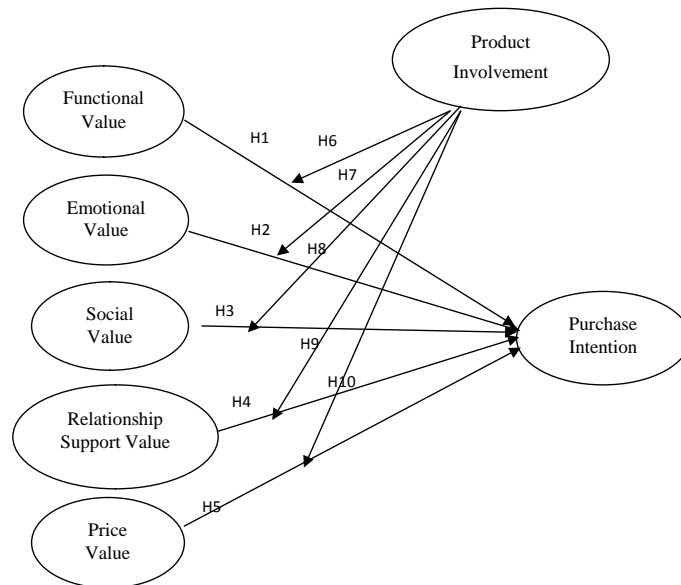 Product
Involvement
Functional
Value
H1
H6
H7
Emotional
Value
H2
H8
Social
Value
H3
H9
Purchase
Intention
Relationship
Support Value
H4
H10
H5
Price
Value